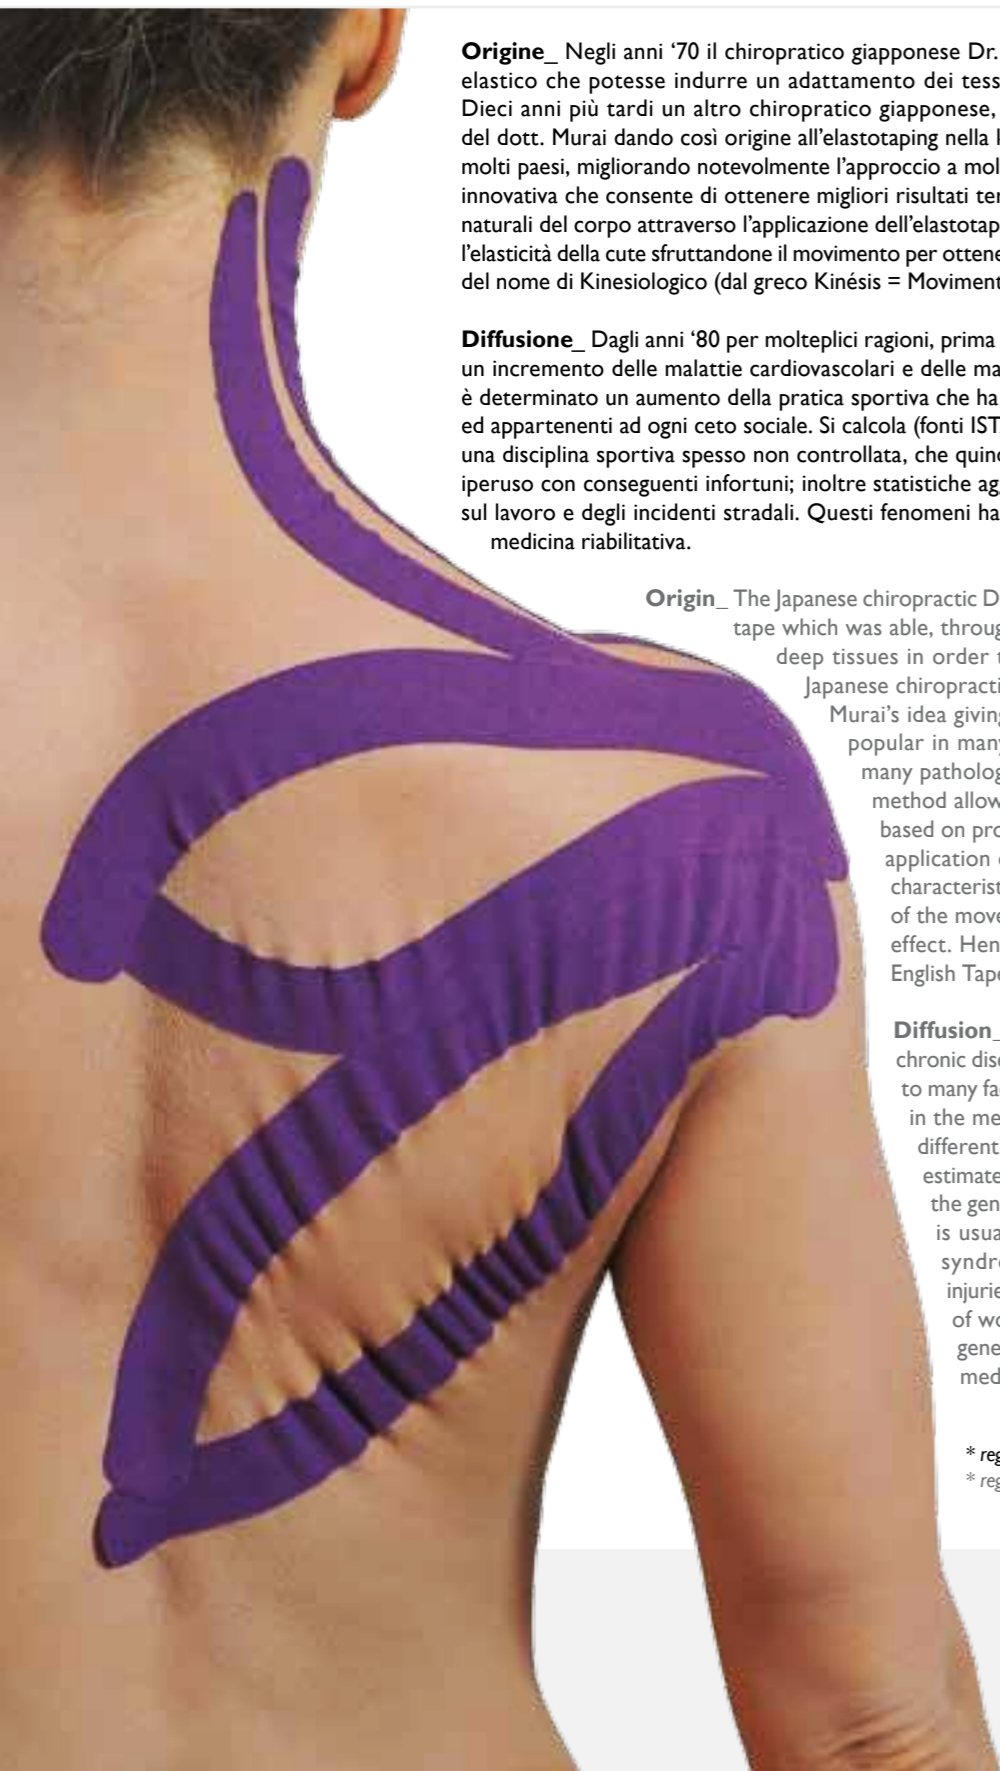 Origine_ Negli anni ‘70 il chiropratico giapponese Dr.
elastico che potesse indurre un adattamento dei tess
Dieci anni più tardi un altro chiropratico giapponese,
del dott. Murai dando così origine all’elastotaping nella
molti paesi, migliorando notevolmente l’approccio a mol
innovativa che consente di ottenere migliori risultati ter
naturali del corpo attraverso l’applicazione dell’elastotap
l’elasticità della cute sfruttandone il movimento per ottene
del nome di Kinesiologico (dal greco Kinésis = Moviment
Diffusione_ Dagli anni ‘80 per molteplici ragioni, prima
un incremento delle malattie cardiovascolari e delle ma
è determinato un aumento della pratica sportiva che ha
ed appartenenti ad ogni ceto sociale. Si calcola (fonti IST
una disciplina sportiva spesso non controllata, che quind
iperuso con conseguenti infortuni; inoltre statistiche ag
sul lavoro e degli incidenti stradali. Questi fenomeni ha
medicina riabilitativa.
Origin_ The Japanese chiropractic D
tape which was able, throug
deep tissues in order t
Japanese chiropracti
Murai’s idea giving
popular in many
many patholog
method allow
based on pro
application
characterist
of the move
effect. Hen
English Tape
Diffusion_
chronic dise
to many fa
in the me
different
estimate
the gen
is usua
syndro
injurie
of wo
gene
med
* reg
* reg